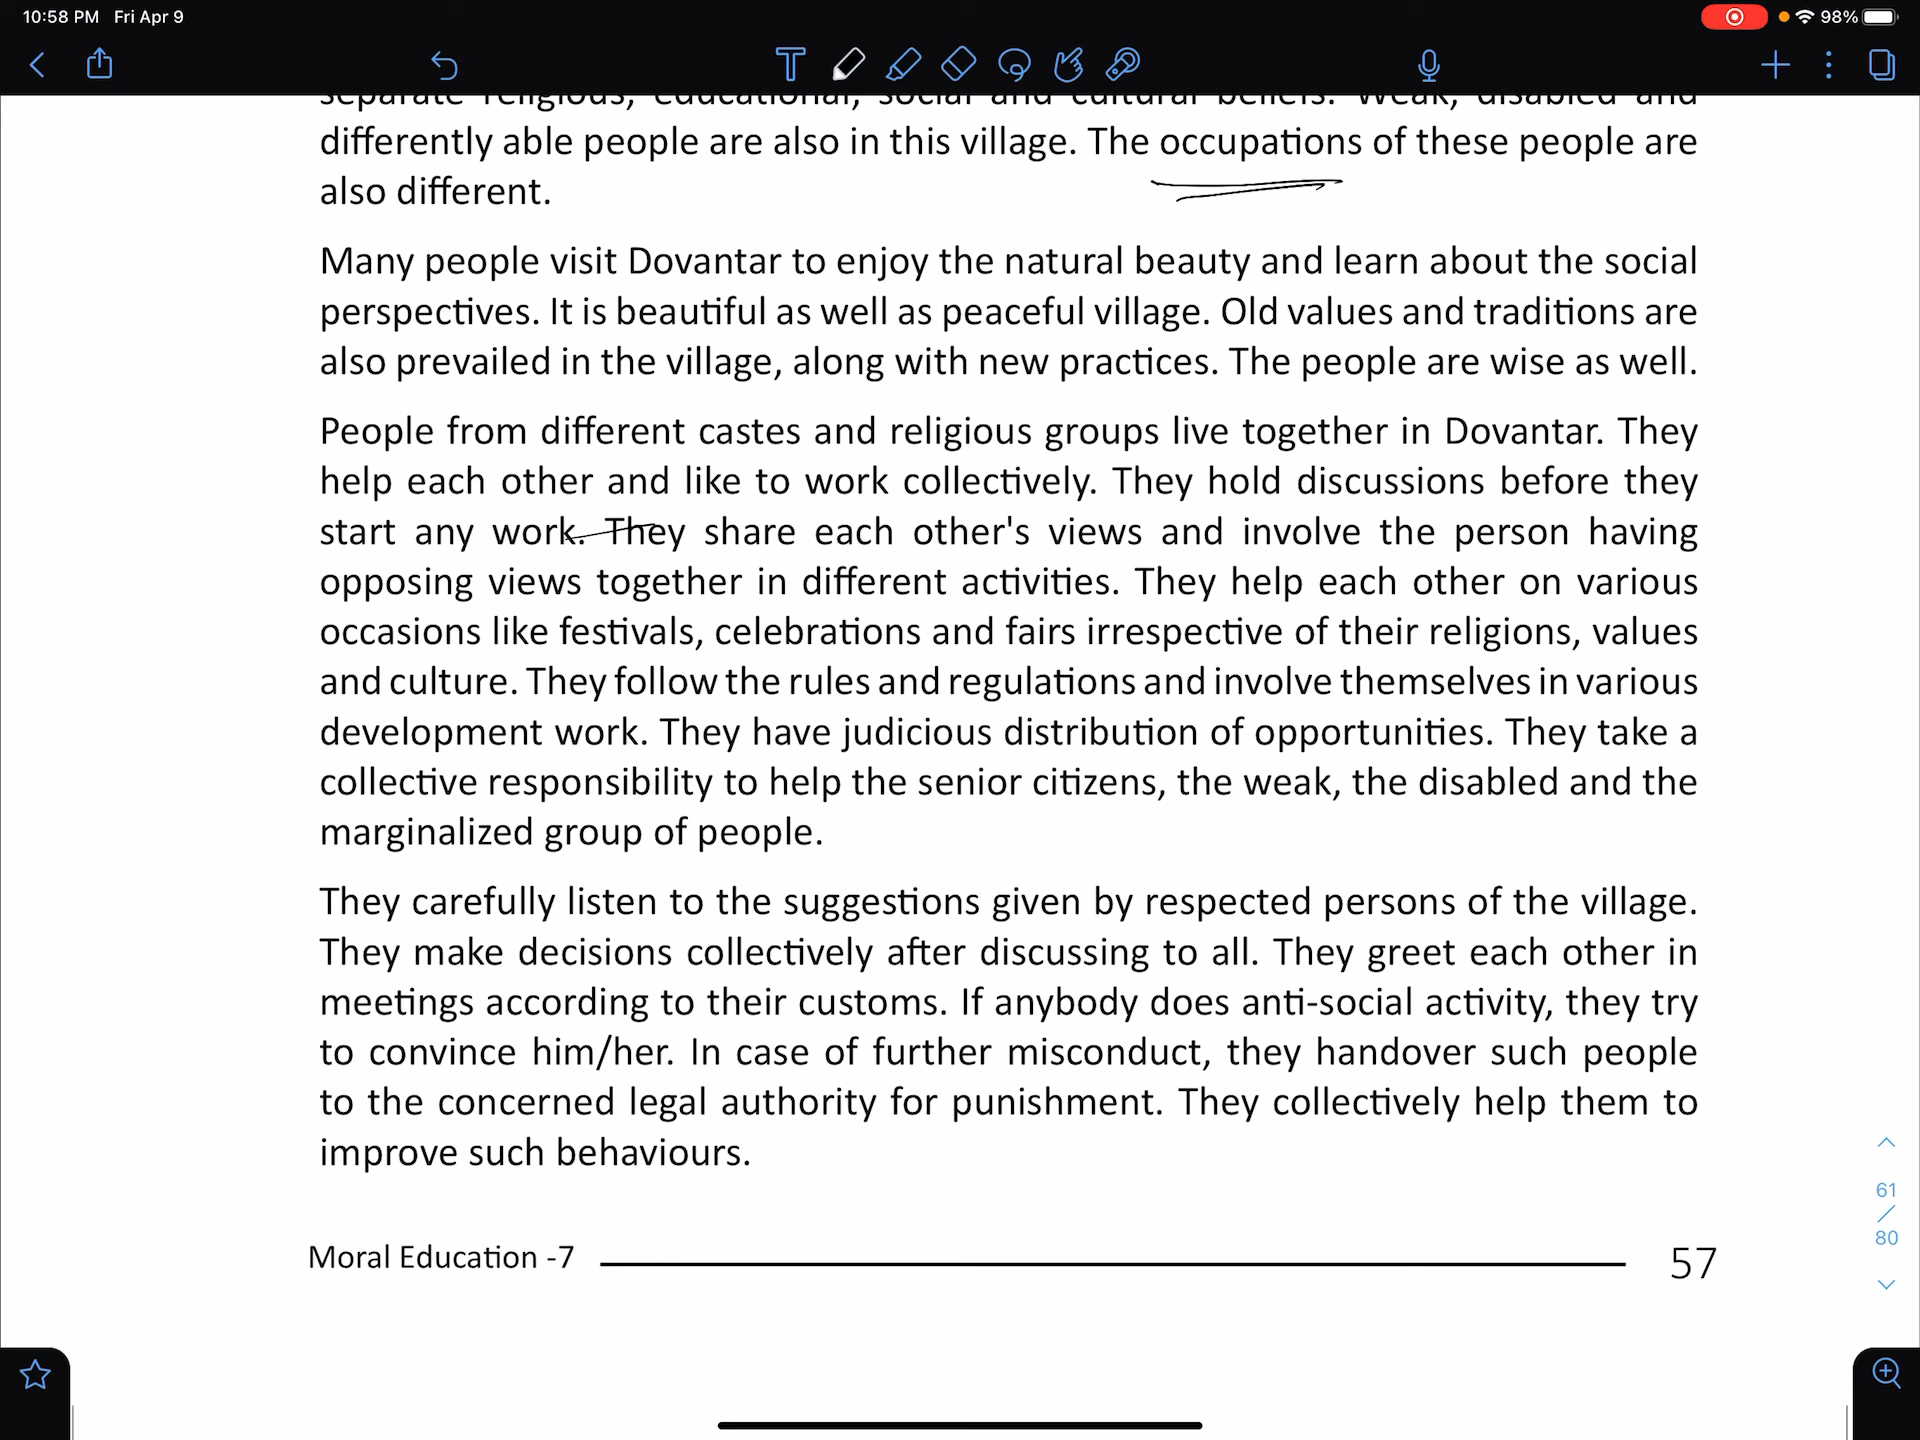 10:58 PM Fri Apr 9
98%
separate religious, educational, social and cultural beliefs. Weak, disabled and
differently able people are also in this village. The occupations of these people are
also different.
Many people visit Dovantar to enjoy the natural beauty and learn about the social
perspectives. It is beautiful as well as peaceful village. Old values and traditions are
also prevailed in the village, along with new practices. The people are wise as well.
People from different castes and religious groups live together in Dovantar. They
help each other and like to work collectively. They hold discussions before they
start any work. They share each other's views and involve the person having
opposing views together in different activities. They help each other on various
occasions like festivals, celebrations and fairs irrespective of their religions, values
and culture. They follow the rules and regulations and involve themselves in various
development work. They have judicious distribution of opportunities. They take a
collective responsibility to help the senior citizens, the weak, the disabled and the
marginalized group of people.
They carefully listen to the suggestions given by respected persons of the village.
They make decisions collectively after discussing to all. They greet each other in
meetings according to their customs. If anybody does anti-social activity, they try
to convince him/her. In case of further misconduct, they handover such people
to the concerned legal authority for punishment. They collectively help them to
improve such behaviours.
61
/
80
Moral Education -7 57